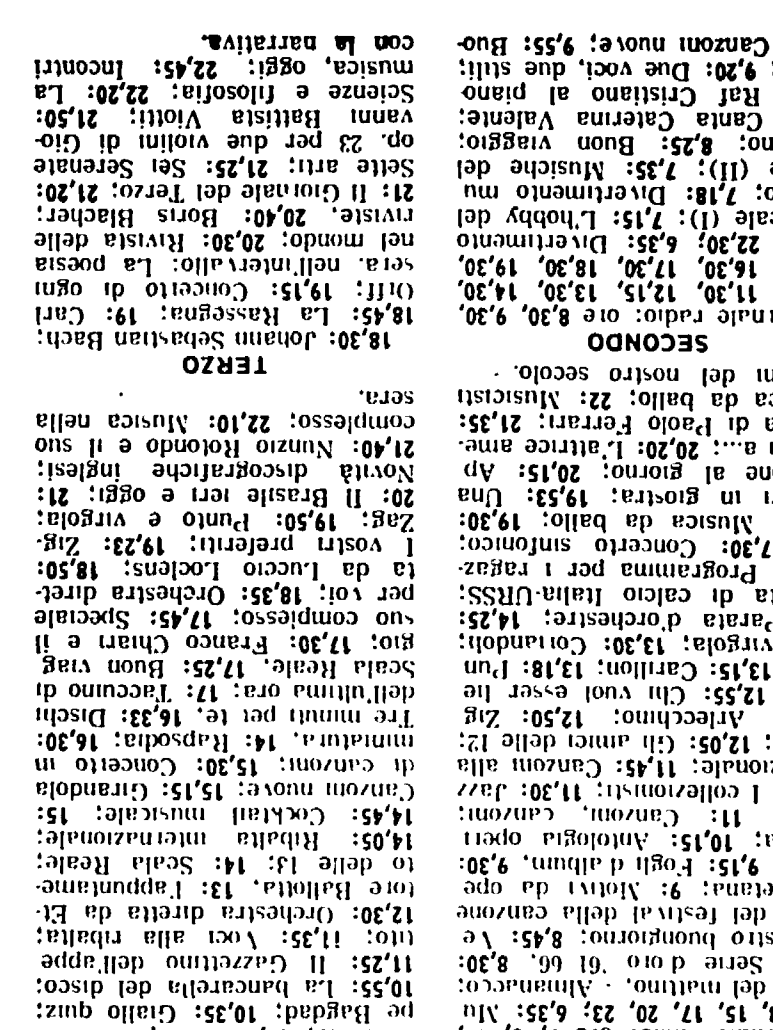 , 15, 17, 20, 23; 6,35: Mu
del mattino. - Almanacco:
Serie d'oro '61-'66. 8,30:
ostro buongiorno; 8,45: Ve
del festival della canzone
etana; 9: Motivi da ope
9,15: Fogli d'album, 9,30:
a; 10,15: Antologia operi
11: Canzoni, canzoni;
I collezionisti; 11,30: Jazz
zionale; 11,45: Canzoni alla
; 12,05: Gli amici delle 12;
Arlecchino; 12,50: Zig
12,55: Chi vuol esser lie
13,15: Carillon; 13,18: Pun
virgola; 13,30: Coriandoli;
Parata d'orchestre; 14,25:
ta di calcio Italia-URSS;
Programma per i ragaz-
7,30: Concerto sinfonico;
Musica da ballo; 19,30:
ri in giostra; 19,53: Una
one al giorno; 20,15: Ap
a...; 20,20: L'attrice ame-
a di Paolo Ferrari; 21,35:
ca da ballo; 22: Musicisti
ni del nostro secolo.
SECONDO
rnale radio: ore 8,30, 9,30,
11,30, 12,15, 13,30, 14,30,
16,30, 17,30, 18,30, 19,30,
22,30; 6,35: Divertimento
cale (I); 7,15: L'hobby del
o; 7,18: Divertimento mu
e (II); 7,35: Musiche del
no; 8,25: Buon viaggio;
Canta Caterina Valente;
Raf Cristiano al piano
; 9,20: Due voci, due stili;
Canzoni nuove; 9,55: Buo-
pe Bagdad; 10,35: Giallo quiz;
10,55: La bancarella del disco;
11,25: Il Gazzettino dell'appe
tito; 11,35: Voci alla ribalta;
12,30: Orchestra diretta da Et-
tore Ballotta, 13: l'appuntame-
to delle 13; 14: Scala Reale;
14,05: Ribalta internazionale;
14,45: Cocktail musicale; 15:
Canzoni nuove; 15,15: Girandola
di canzoni; 15,30: Concerto in
miniatura. 14: Rapsodia; 16,30:
Tre minuti per te, 16,33: Dischi
dell'ultima ora; 17: Taccuino di
Scala Reale, 17,25: Buon viag
gio; 17,30: Franco Chiari e il
suo complesso; 17,45: Speciale
per voi; 18,35: Orchestra diret-
ta da Luccio Loclens; 18,50:
I vostri preferiti; 19,23: Zig-
Zag; 19,50: Punto e virgola;
20: Il Brasile ieri e oggi; 21:
Novità discografiche inglesi;
21,40: Nunzio Rotondo e il suo
complesso; 22,10: Musica nella
sera.
TERZO
18,30: Johann Sebastian Bach;
18,45: La Rassegna; 19: Carl
Orff; 19,15: Concerto di ogni
sera. nell'intervallo: La poesia
nel mondo; 20,30: Rivista delle
riviste, 20,40: Boris Blacher;
21: Il Giornale del Terzo; 21,20:
Sette arti; 21,25: Sei Serenate
op. 23 per due violini di Gio-
vanni Battista Viotti; 21,50:
Scienze e filosofia; 22,20: La
musica, oggi; 22,45: Incontri
con la narrativa.